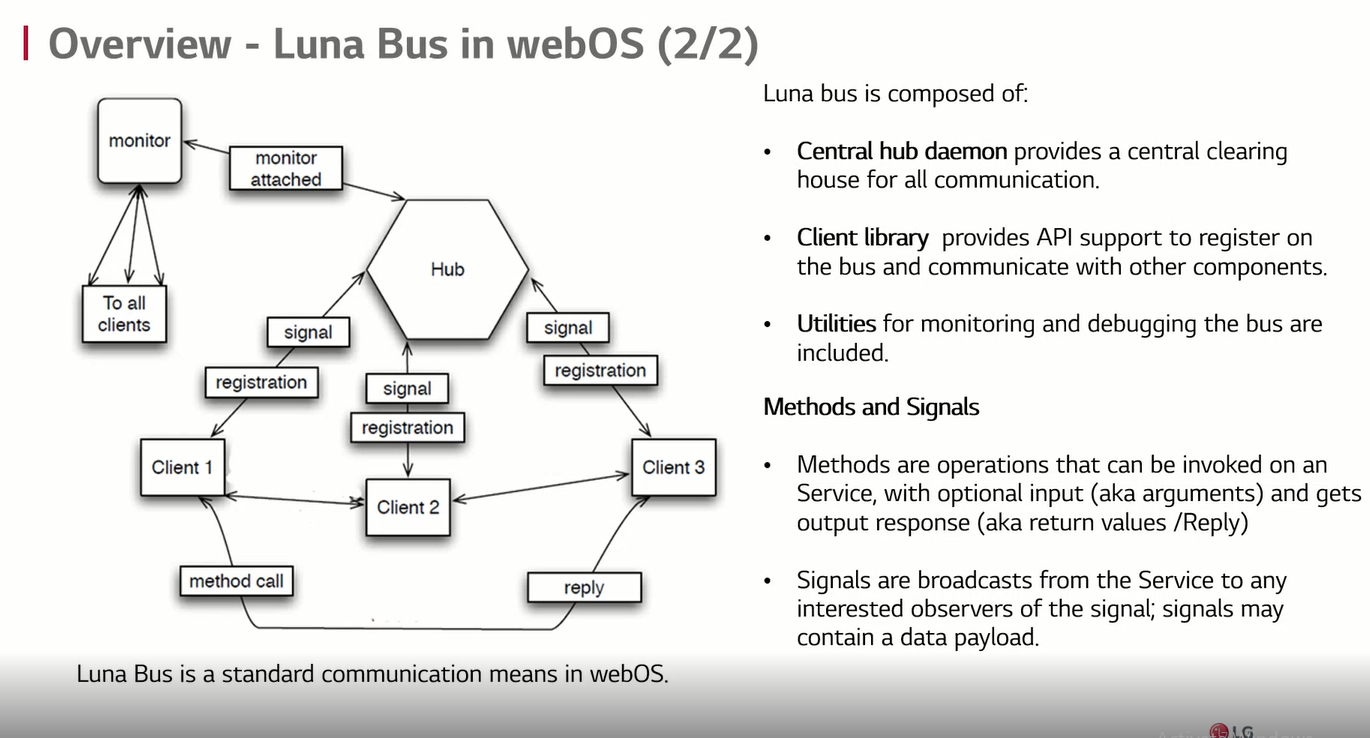 Overview - Luna Bus in webOS (2/2)
monitor
monitor
attached
Hub
To all
clients
signal
registration
signal
registration
signal
registration
Client 1
Client 2
Client 3
method call
reply
Luna Bus is a standard communication means in webOS.
Luna bus is composed of:
• Central hub daemon provides a central clearing
house for all communication.
• Client library provides API support to register on
the bus and communicate with other components.
• Utilities for monitoring and debugging the bus are
included.
Methods and Signals
• Methods are operations that can be invoked on an
Service, with optional input (aka arguments) and gets
output response (aka return values /Reply)
• Signals are broadcasts from the Service to any
interested observers of the signal; signals may
contain a data payload.
LG